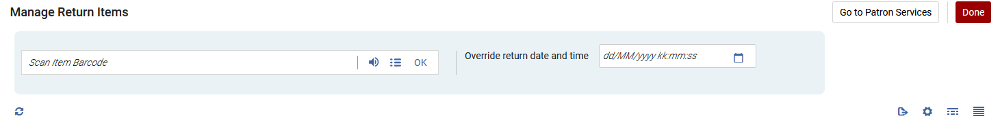 Manage Return Items
Go to Patron Services
Done
Scan Item Barcode
OK
Override return date and time
dd/MM/yyyy kk:mm:ss